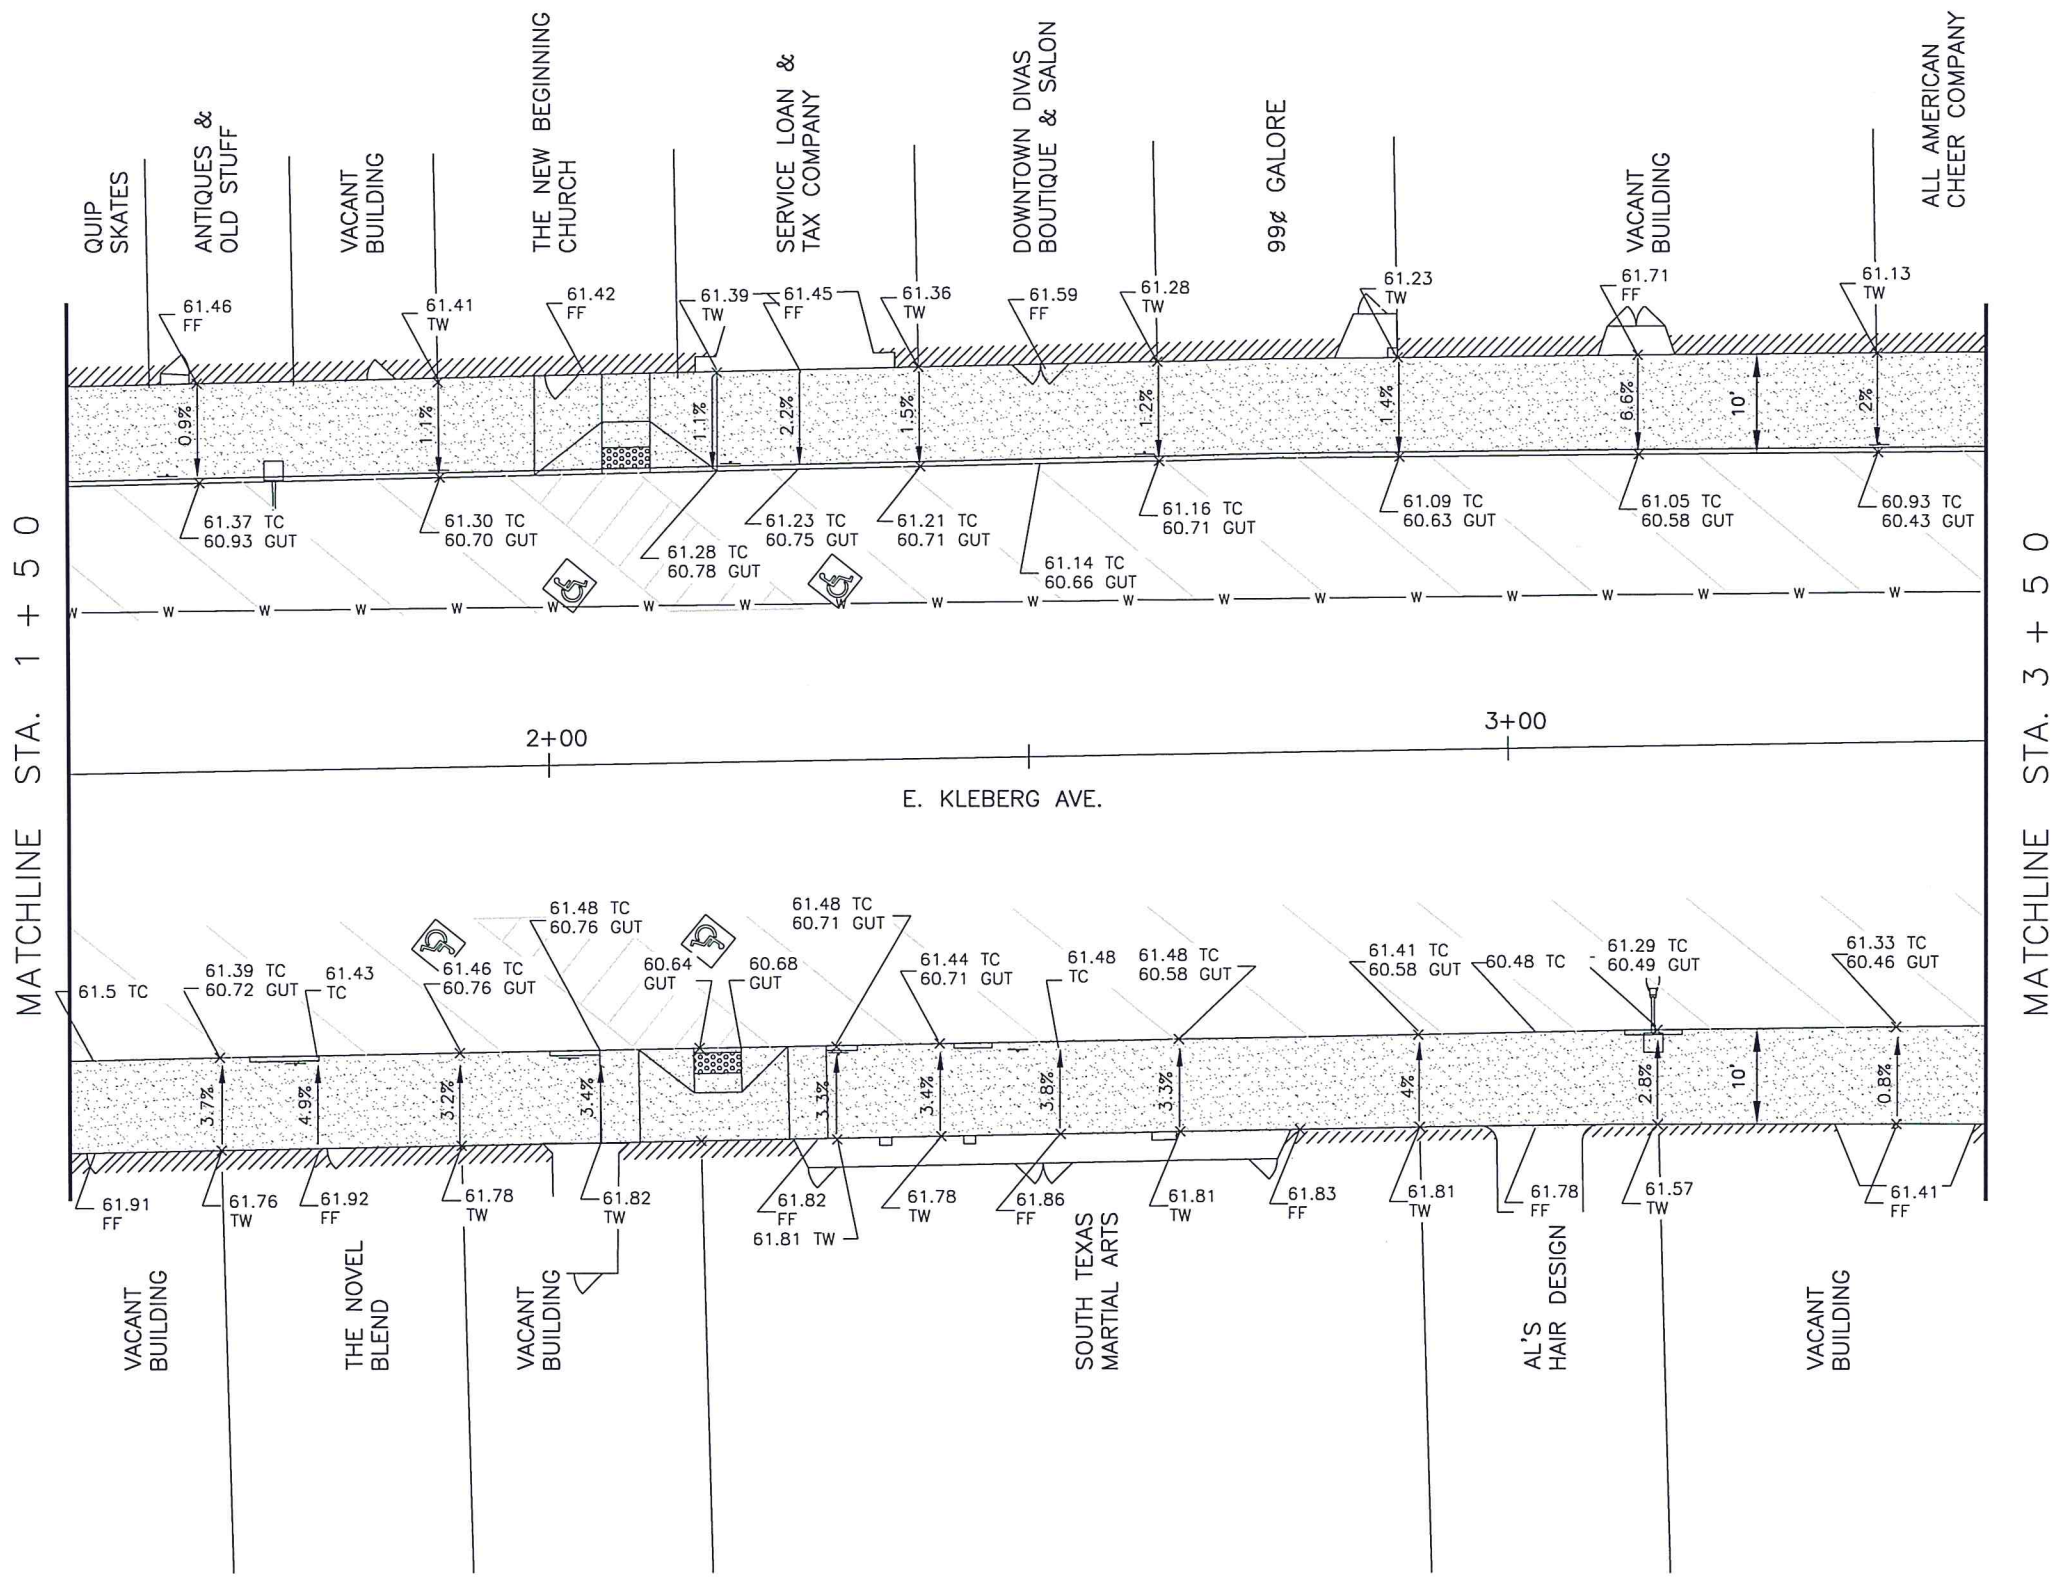 QUIP
SKATES
ANTIQUES &
OLD STUFF
VACANT
BUILDING
THE NEW BEGINNING
CHURCH
SERVICE LOAN &
TAX COMPANY
DOWNTOWN DIVAS
BOUTIQUE & SALON
99¢ GALORE
VACANT
BUILDING
ALL AMERICAN
CHEER COMPANY
61.46
FF
61.41
TW
61.42
FF
61.39
TW
61.45
FF
61.36
TW
61.59
FF
61.28
TW
61.23
TW
61.71
FF
61.13
TW
0.9%
1.1%
1.1%
2.2%
1.5%
1.2%
1.4%
6.6%
10'
2%
61.37 TC
60.93 GUT
61.30 TC
60.70 GUT
61.28 TC
60.78 GUT
61.23 TC
60.75 GUT
61.21 TC
60.71 GUT
61.14 TC
60.66 GUT
61.16 TC
60.71 GUT
61.09 TC
60.63 GUT
61.05 TC
60.58 GUT
60.93 TC
60.43 GUT
W W W W W W W W W W W W W W W W W W W W
MATCHLINE STA. 1 + 50
MATCHLINE STA. 3 + 50
2+00
3+00
E. KLEBERG AVE.
61.5 TC
61.39 TC
60.72 GUT
61.43
TC
61.46 TC
60.76 GUT
61.48 TC
60.76 GUT
60.64
GUT
60.68
GUT
61.48 TC
60.71 GUT
61.44 TC
60.71 GUT
61.48
TC
61.48 TC
60.58 GUT
61.41 TC
60.58 GUT
60.48 TC
61.29 TC
60.49 GUT
61.33 TC
60.46 GUT
3.7%
4.9%
3.2%
3.4%
3.3%
3.4%
3.8%
3.3%
4%
2.8%
10'
0.8%
61.91
FF
61.76
TW
61.92
FF
61.78
TW
61.82
TW
61.82
FF
61.81 TW
61.78
TW
61.86
FF
61.81
TW
61.83
FF
61.81
TW
61.78
FF
61.57
TW
61.41
FF
VACANT
BUILDING
THE NOVEL
BLEND
VACANT
BUILDING
SOUTH TEXAS
MARTIAL ARTS
AL'S
HAIR DESIGN
VACANT
BUILDING